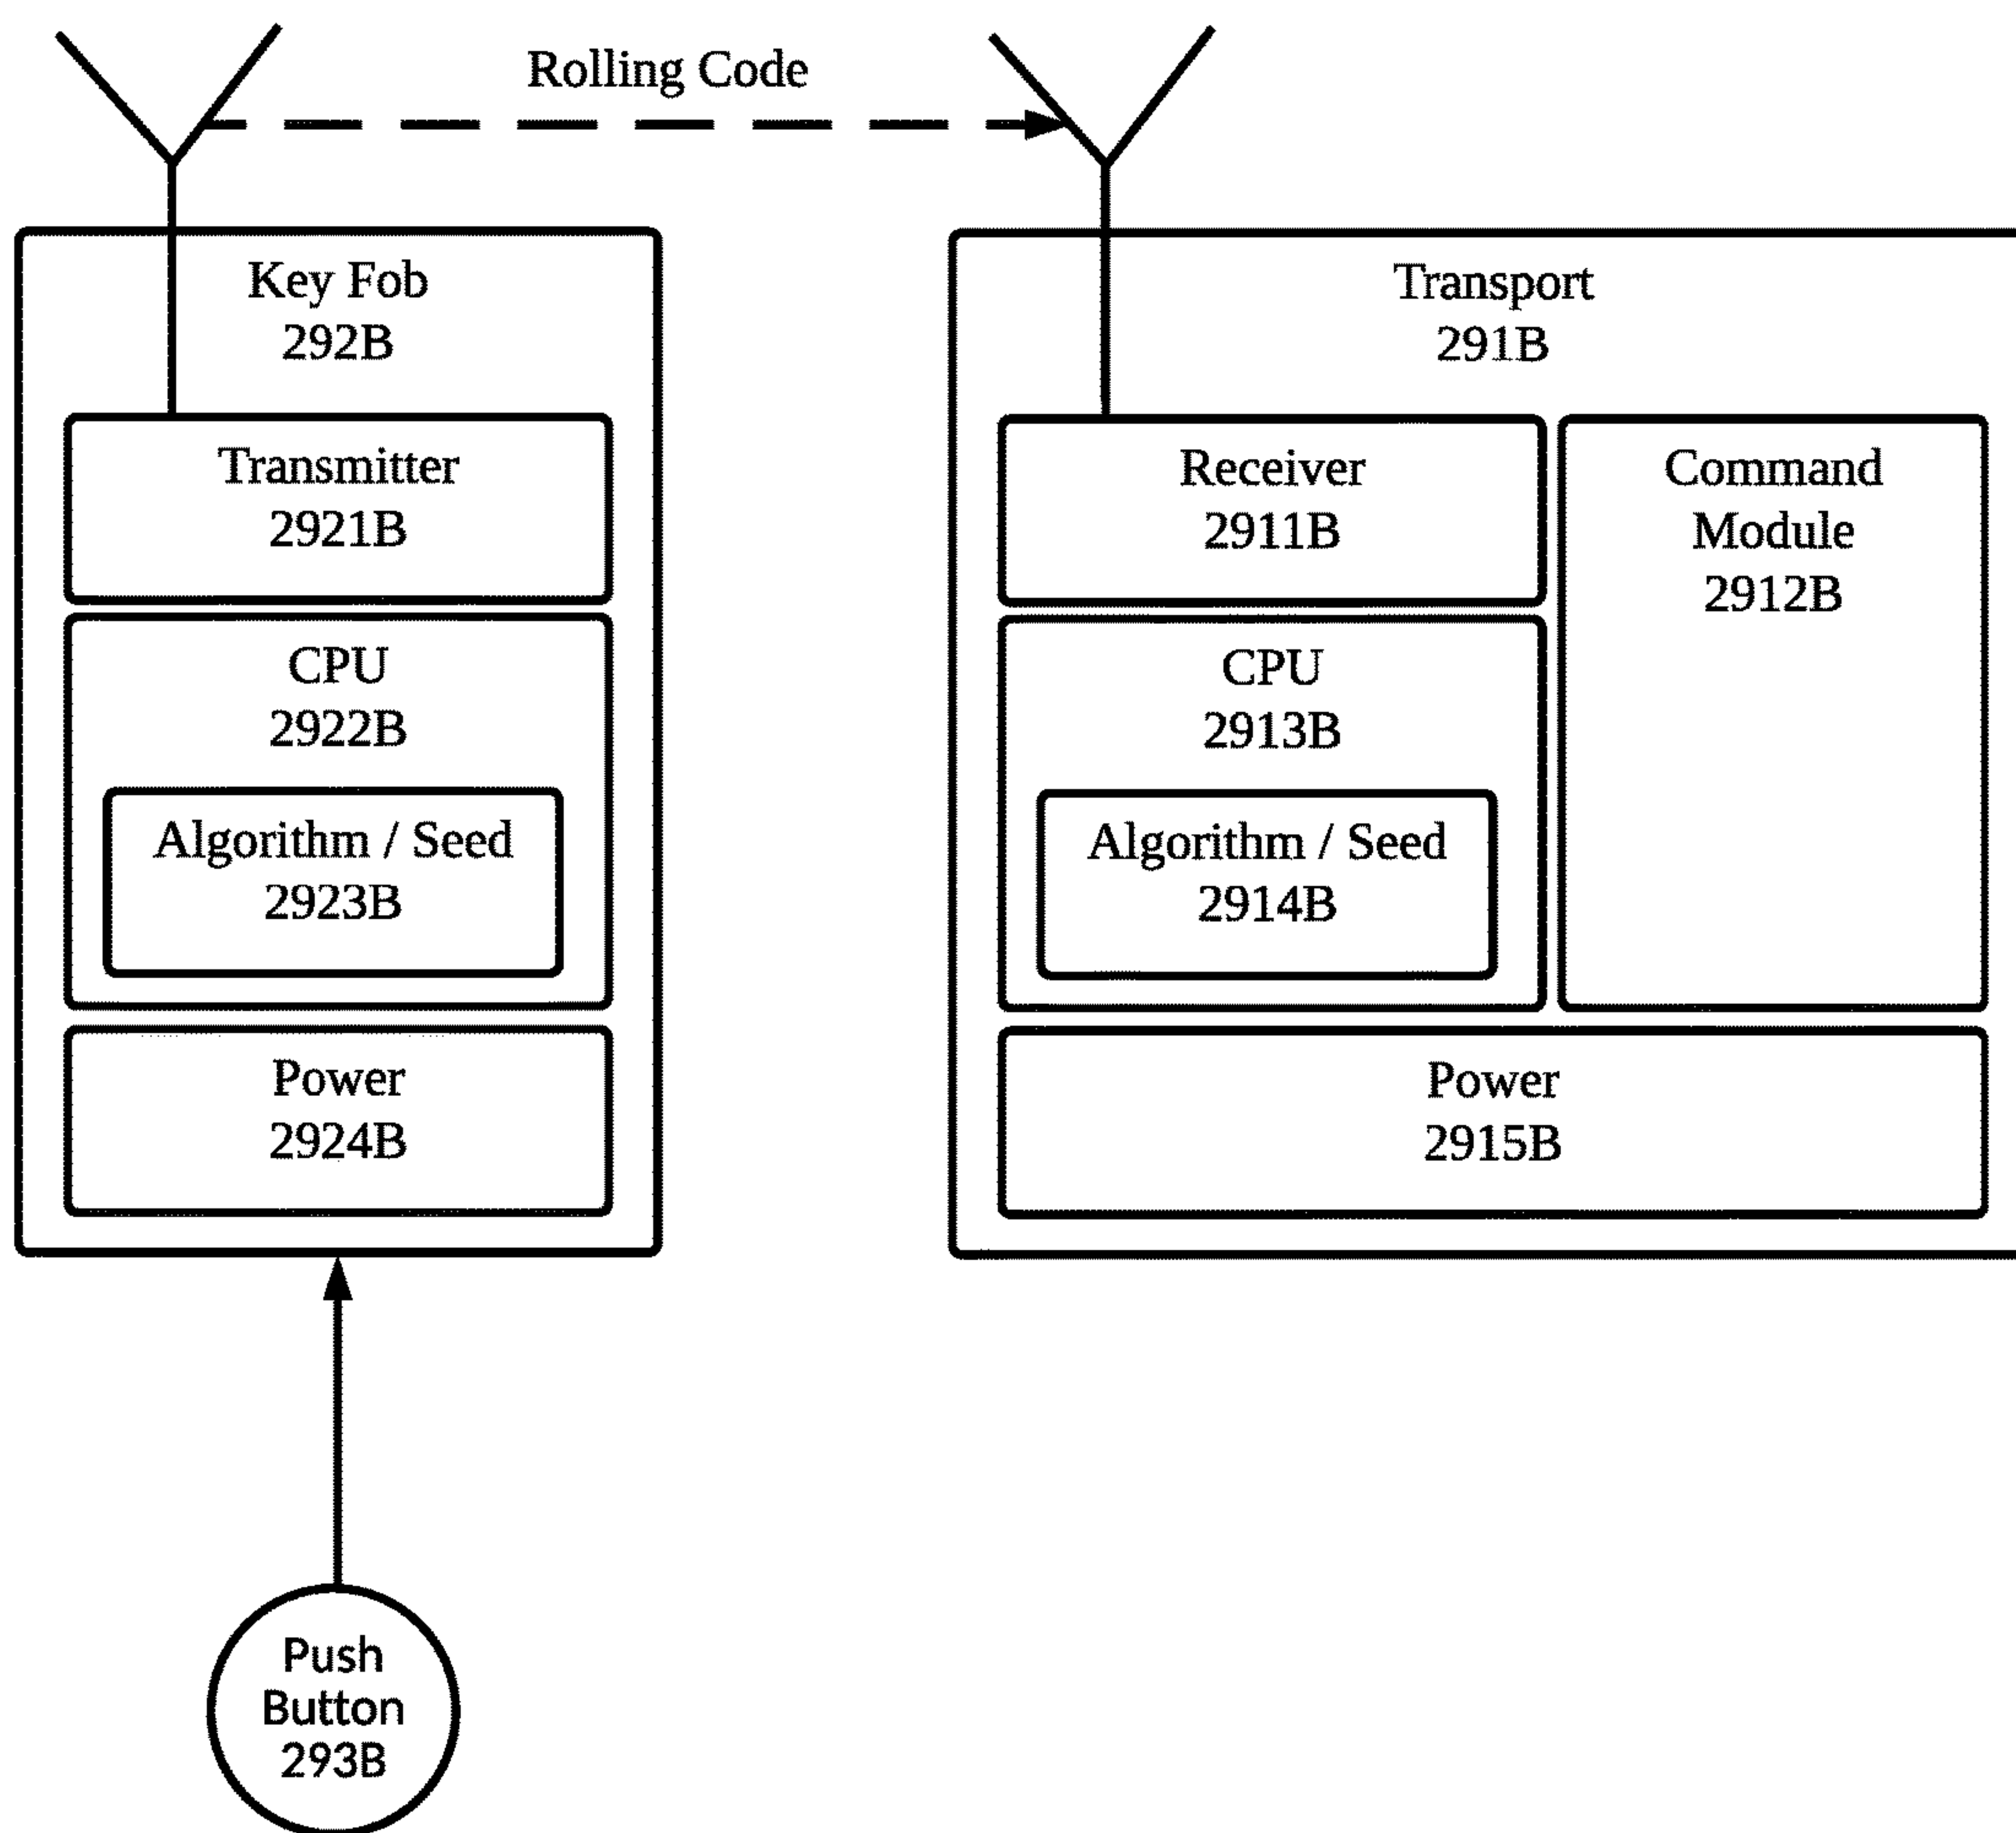 Rolling Code
Key Fob
292B
Transmitter
2921B
CPU
2922B
Algorithm / Seed
2923B
Power
2924B
Transport
291B
Receiver
2911B
Command
Module
2912B
CPU
2913B
Algorithm / Seed
2914B
Power
2915B
Push
Button
293B